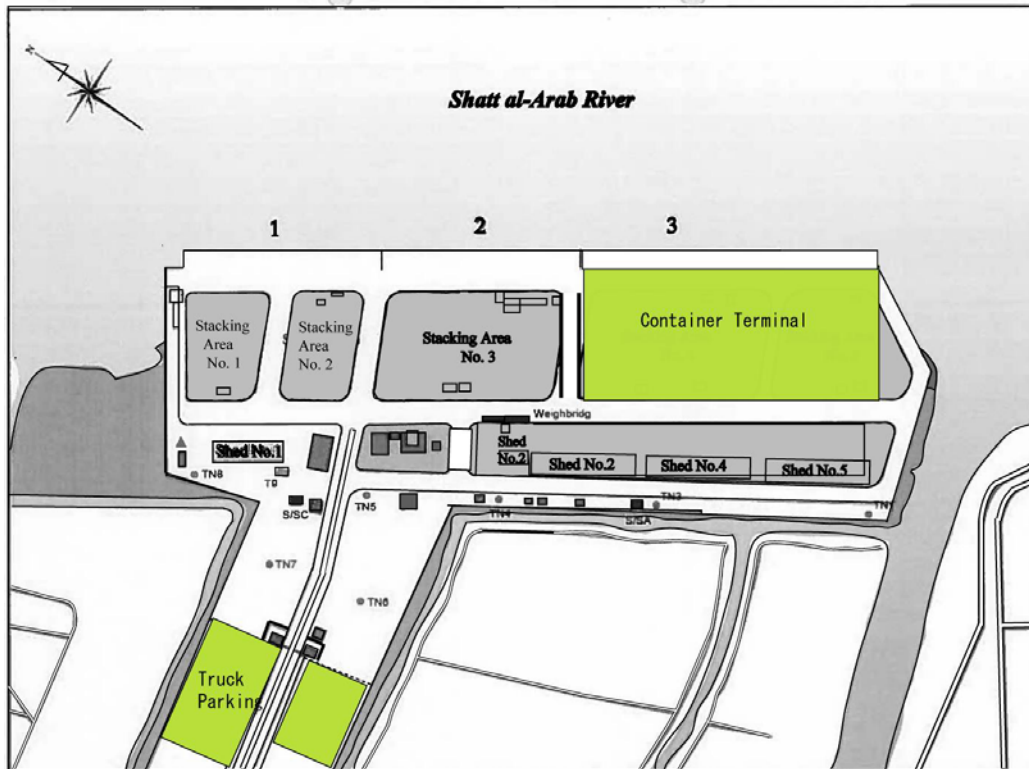 N
Shatt al-Arab River
1 2 3
Stacking
Area
No. 1
Stacking
Area
No. 2
Stacking Area
No. 3
Container Terminal
Weighbridg
Shed No.1
Shed
No.2
Shed No.2
Shed No.4
Shed No.5
TN8
T9
S/SC
TN5
TN4
S/SA
TN3
TN7
TN6
Truck
Parking